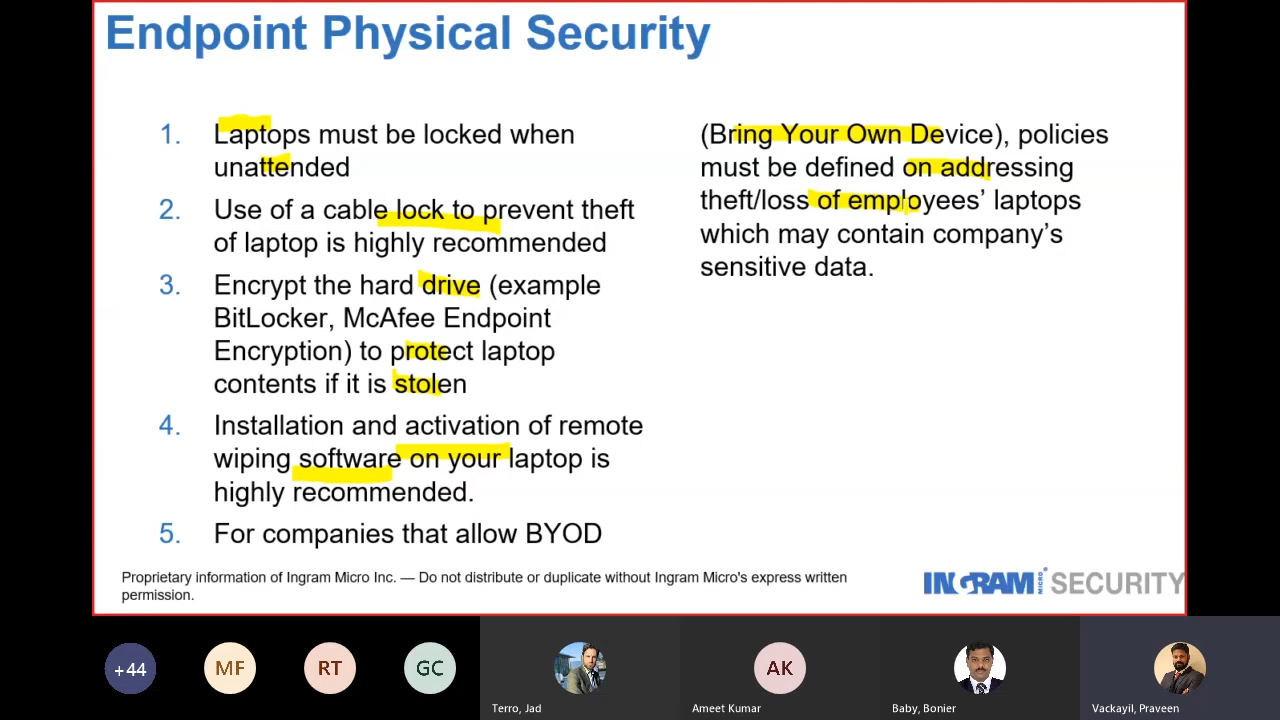 Endpoint Physical Security
1. Laptops must be locked when
unattended
2. Use of a cable lock to prevent theft
of laptop is highly recommended
3. Encrypt the hard drive (example
BitLocker, McAfee Endpoint
Encryption) to protect laptop
contents if it is stolen
4. Installation and activation of remote
wiping software on your laptop is
highly recommended.
5. For companies that allow BYOD
(Bring Your Own Device), policies
must be defined on addressing
theft/loss of employees’ laptops
which may contain company’s
sensitive data.
Proprietary information of Ingram Micro Inc. — Do not distribute or duplicate without Ingram Micro's express written
permission.
INGRAM MICRO® SECURITY
+44
MF
RT
GC
AK
Terro, Jad
Ameet Kumar
Baby, Bonier
Vackayil, Praveen